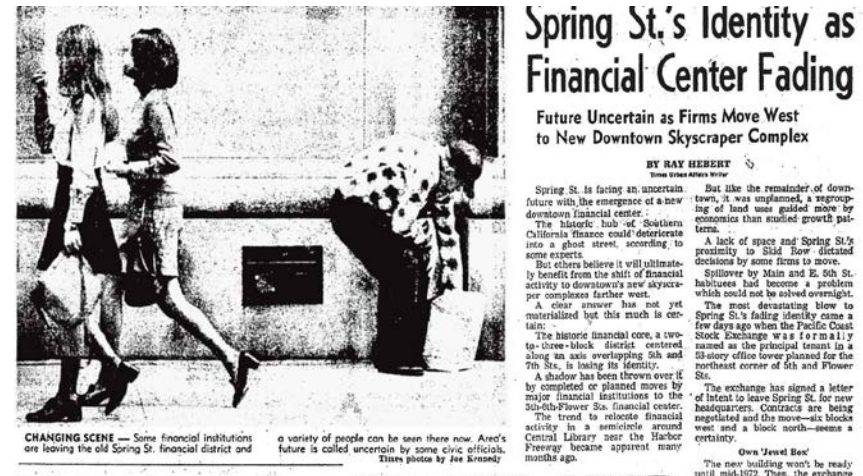 Spring St.'s Identity as
Financial Center Fading
Future Uncertain as Firms Move West
to New Downtown Skyscraper Complex
BY RAY HEBERT
Times Urban Affairs Writer
Spring St. is facing an uncertain
future with the emergence of a new
downtown financial center.
The historic hub of Southern
California finance could deteriorate
into a ghost street, according to
some experts.
But others believe it will ultimate-
ly benefit from the shift of financial
activity to downtown's new skyscra-
per complexes farther west.
A clear answer has not yet
materialized but this much is cer-
tain:
The historic financial core, a two-
to-three-block district centered
along an axis overlapping 5th and
7th Sts., is losing its identity.
A shadow has been thrown over it
by completed or planned moves by
major financial institutions to the
5th-6th-Flower Sts. financial center.
The trend to relocate financial
activity in a semicircle around
Central Library near the Harbor
Freeway became apparent many
months ago.
But like the remainder of down-
town, it was unplanned, a regroup-
ing of land uses guided more by
economics than studied growth pat-
terns.
A lack of space and Spring St.'s
proximity to Skid Row dictated
decisions by some firms to move.
Spillover by Main and E. 5th St.
habituees had become a problem
which could not be solved overnight.
The most devastating blow to
Spring St.'s fading identity came a
few days ago when the Pacific Coast
Stock Exchange was formally
named as the principal tenant in a
53-story office tower planned for the
northeast corner of 5th and Flower
Sts.
The exchange has signed a letter
of intent to leave Spring St. for new
headquarters. Contracts are being
negotiated and the move—six blocks
west and a block north—seems a
certainty.
Own 'Jewel Box'
The new building won't be ready
until mid-1972. Then, the exchange
CHANGING SCENE — Some financial institutions
are leaving the old Spring St. financial district and
a variety of people can be seen there now. Area's
future is called uncertain by some civic officials.
Times photos by Joe Kennedy